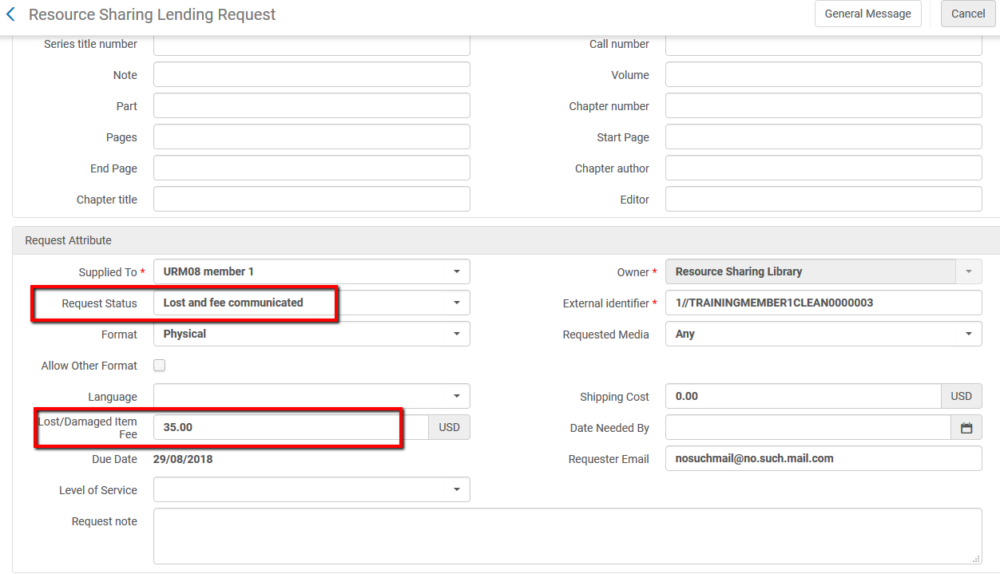 Resource Sharing Lending Request
General Message
Cancel
Series title number
Call number
Note
Volume
Part
Chapter number
Pages
Start Page
End Page
Chapter author
Chapter title
Editor
Request Attribute
Supplied To * URM08 member 1
Owner * Resource Sharing Library
Request Status Lost and fee communicated
External identifier * 1//TRAININGMEMBER1CLEAN0000003
Format Physical
Requested Media Any
Allow Other Format
Language
Shipping Cost 0.00 USD
Lost/Damaged Item
Fee
35.00 USD
Date Needed By
Due Date 29/08/2018
Requester Email nosuchmail@no.such.mail.com
Level of Service
Request note